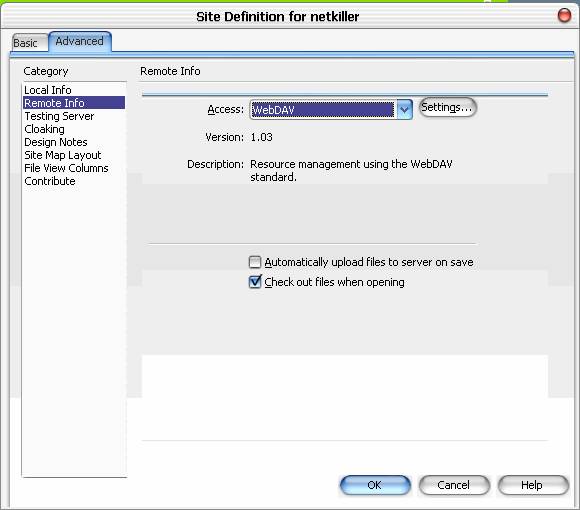 Site Definition for netkiller
Basic
Advanced
Category
Local Info
Remote Info
Testing Server
Cloaking
Design Notes
Site Map Layout
File View Columns
Contribute
Remote Info
Access: WebDAV Settings...
Version: 1.03
Description: Resource management using the WebDAV
standard.
Automatically upload files to server on save
Check out files when opening
OK
Cancel
Help